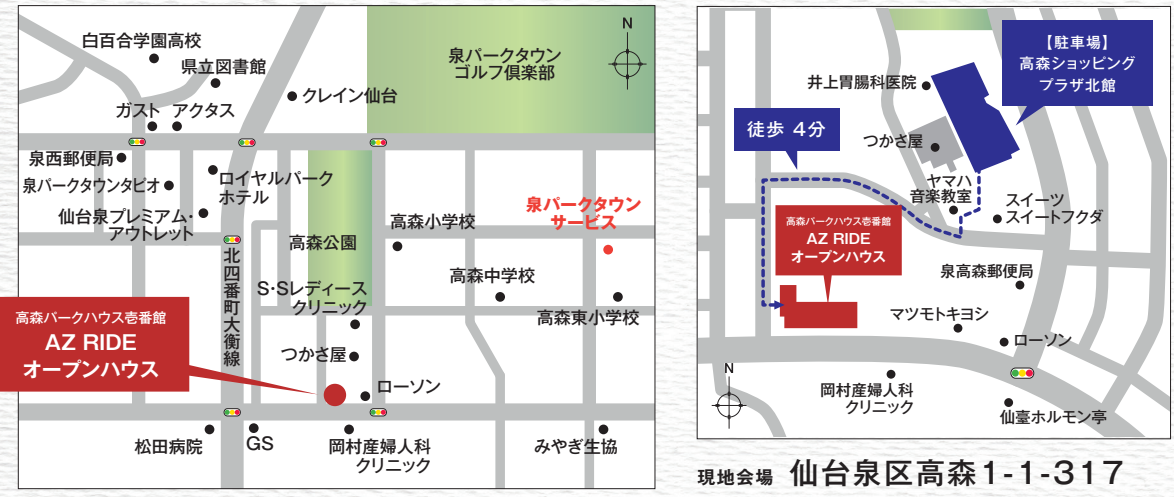 白百合学園高校
県立図書館
ガスト
アクタス
クレイン仙台
泉パークタウン
ゴルフ倶楽部
N
泉西郵便局
泉パークタウンタピオ
仙台泉プレミアム・
アウトレット
ロイヤルパーク
ホテル
高森公園
高森小学校
泉パークタウン
サービス
北四番町大衡線
S・Sレディース
クリニック
高森中学校
高森東小学校
高森パークハウス壱番館
AZ RIDE
オープンハウス
つかさ屋
ローソン
松田病院
GS
岡村産婦人科
クリニック
みやぎ生協
【駐車場】
高森ショッピング
プラザ北館
井上胃腸科医院
徒歩 4分
つかさ屋
ヤマハ
音楽教室
スイーツ
スイートフクダ
高森パークハウス壱番館
AZ RIDE
オープンハウス
泉高森郵便局
マツモトキヨシ
ローソン
N
岡村産婦人科
クリニック
仙臺ホルモン亭
現地会場 仙台泉区高森1-1-317